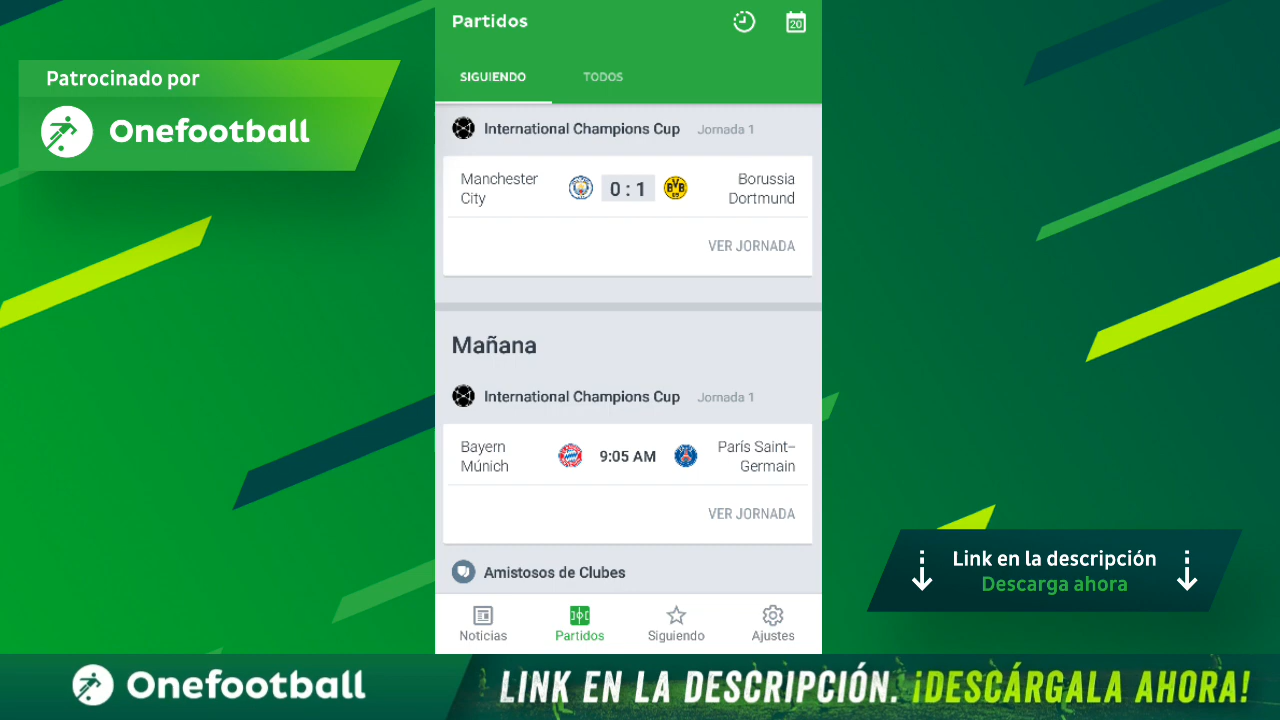 Patrocinado por
Onefootball
Partidos
20
SIGUIENDO
TODOS
International Champions Cup
Jornada 1
Manchester
City
0 : 1
BVB
09
Borussia
Dortmund
VER JORNADA
Mañana
International Champions Cup
Jornada 1
Bayern
Múnich
9:05 AM
París Saint-
Germain
VER JORNADA
Amistosos de Clubes
Noticias
Partidos
Siguiendo
Ajustes
Link en la descripción
Descarga ahora
Onefootball
LINK EN LA DESCRIPCIÓN. ¡DESCÁRGALA AHORA!